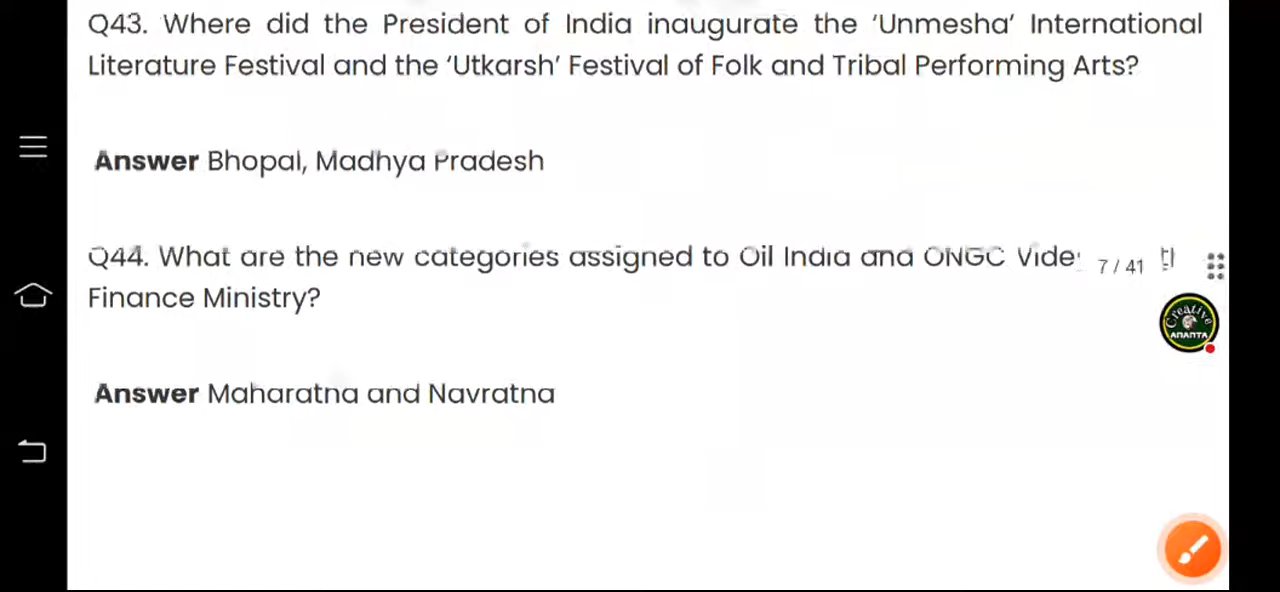 Q43. Where did the President of India inaugurate the ‘Unmesha’ International
Literature Festival and the ‘Utkarsh’ Festival of Folk and Tribal Performing Arts?
Answer Bhopal, Madhya Pradesh
Q44. What are the new categories assigned to Oil India and ONGC
7 / 41
Finance Ministry?
Creative
ANANTA
Answer Maharatna and Navratna